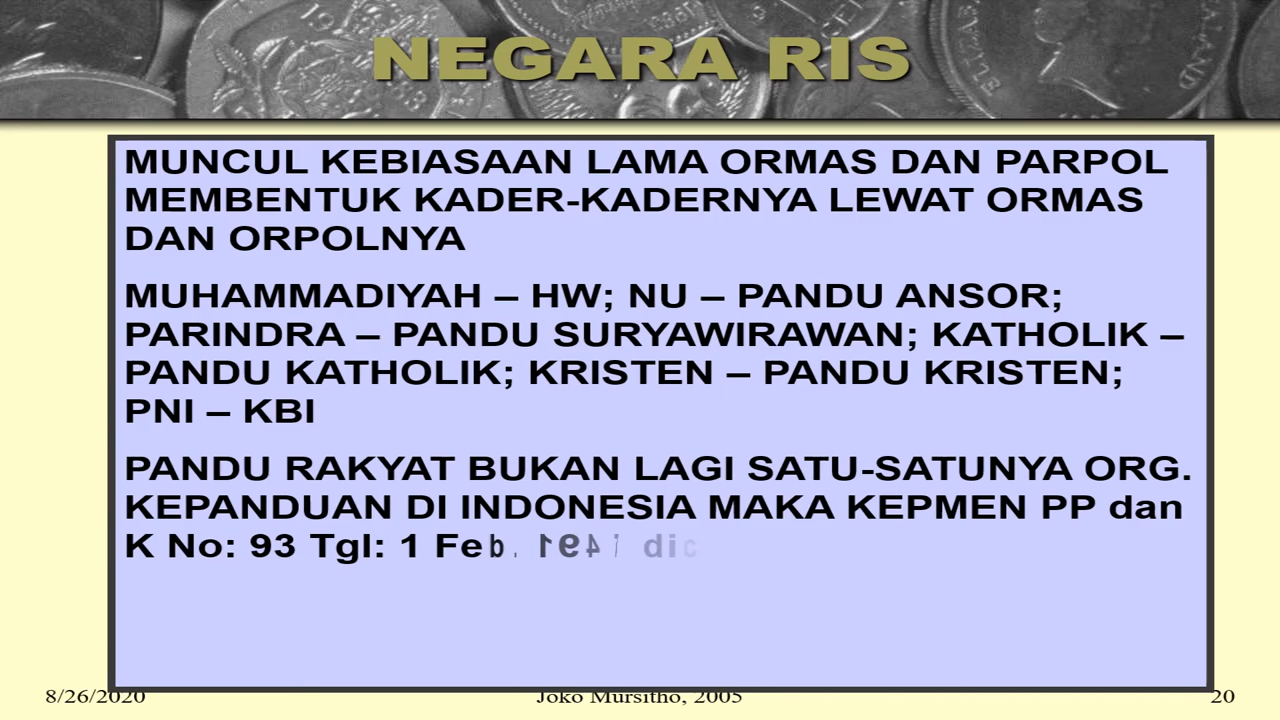 NEGARA RIS
MUNCUL KEBIASAAN LAMA ORMAS DAN PARPOL
MEMBENTUK KADER-KADERNYA LEWAT ORMAS
DAN ORPOLNYA
MUHAMMADIYAH – HW; NU – PANDU ANSOR;
PARINDRA – PANDU SURYAWIRAWAN; KATHOLIK –
PANDU KATHOLIK; KRISTEN – PANDU KRISTEN;
PNI – KBI
PANDU RAKYAT BUKAN LAGI SATU-SATUNYA ORG.
KEPANDUAN DI INDONESIA MAKA KEPMEN PP dan
K No: 93 Tgl: 1 Feb.
8/26/2020
Joko Mursitho, 2005
20